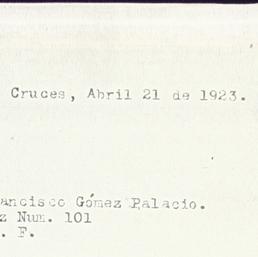 Cruces, Abril 21 de 1923.
ancisco Gómez Palacio.
z Num. 101
. F.